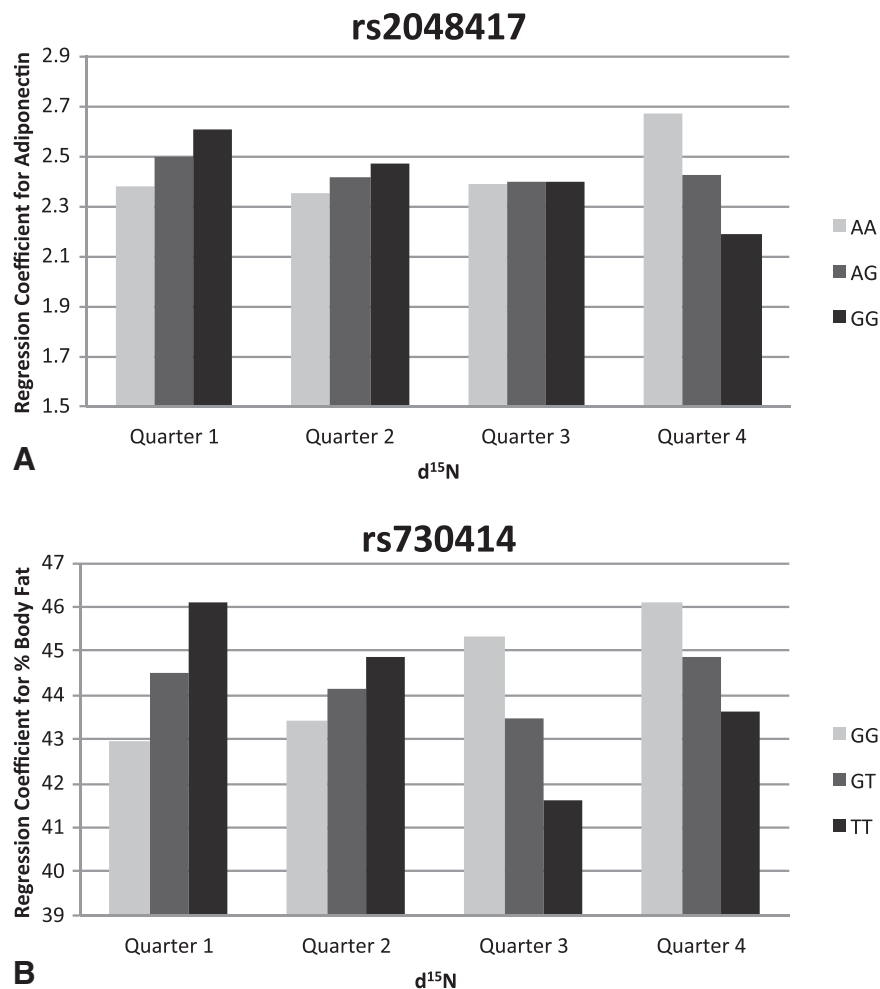 rs2048417
Regression Coefficient for Adiponectin
2.9
2.7
2.5
2.3
2.1
1.9
1.7
1.5
Quarter 1 Quarter 2 Quarter 3 Quarter 4
d¹⁵N
AA
AG
GG
A
rs730414
Regression Coefficient for % Body Fat
47
46
45
44
43
42
41
40
39
Quarter 1 Quarter 2 Quarter 3 Quarter 4
d¹⁵N
GG
GT
TT
B